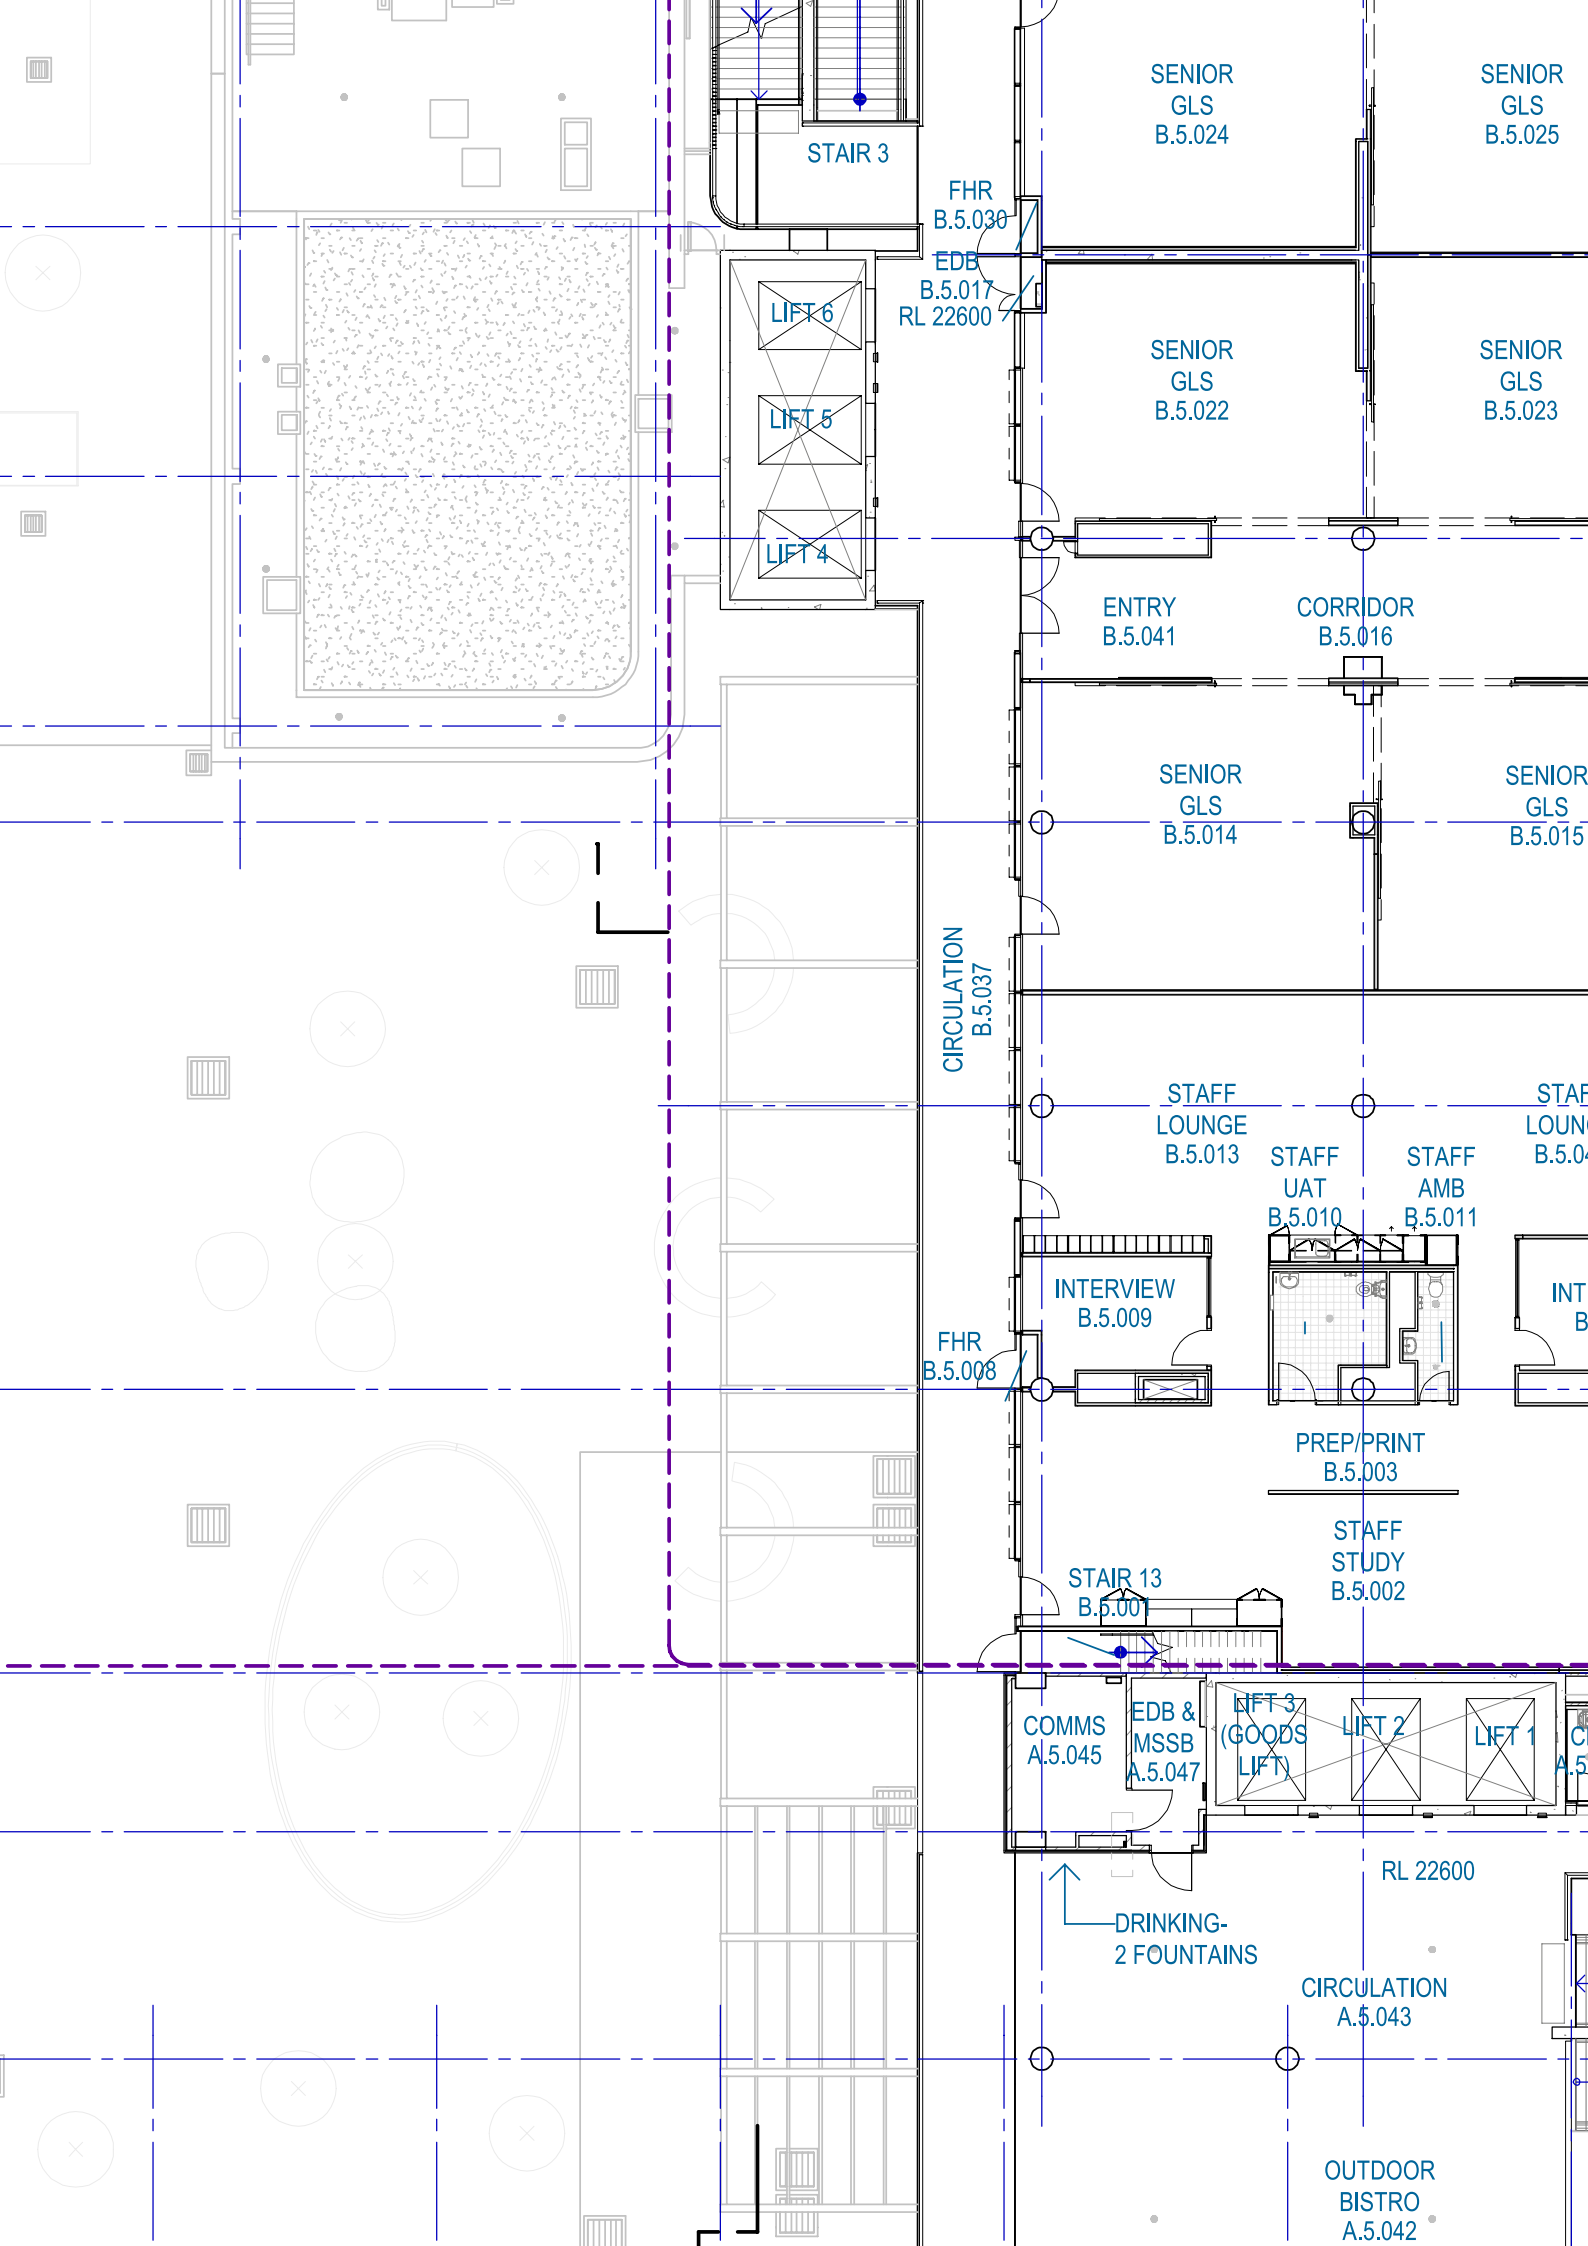 SENIOR
GLS
B.5.024
SENIOR
GLS
B.5.025
STAIR 3
FHR
B.5.030
EDB
B.5.017
RL 22600
LIFT 6
LIFT 5
LIFT 4
SENIOR
GLS
B.5.022
SENIOR
GLS
B.5.023
ENTRY
B.5.041
CORRIDOR
B.5.016
SENIOR
GLS
B.5.014
SENIOR
GLS
B.5.015
CIRCULATION
B.5.037
STAFF
LOUNGE
B.5.013
STAFF
UAT
B.5.010
STAFF
AMB
B.5.011
INTERVIEW
B.5.009
FHR
B.5.008
PREP/PRINT
B.5.003
STAFF
STUDY
B.5.002
STAIR 13
B.5.001
COMMS
A.5.045
EDB &
MSSB
A.5.047
LIFT 3
(GOODS
LIFT)
LIFT 2
LIFT 1
RL 22600
DRINKING-
2 FOUNTAINS
CIRCULATION
A.5.043
OUTDOOR
BISTRO
A.5.042